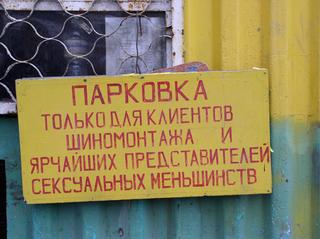 ПАРКОВКА
ТОЛЬКО ДЛЯ КЛИЕНТОВ
ШИНОМОНТАЖА И
ЯРЧАЙШИХ ПРЕДСТАВИТЕЛЕЙ
СЕКСУАЛЬНЫХ МЕНЬШИНСТВ